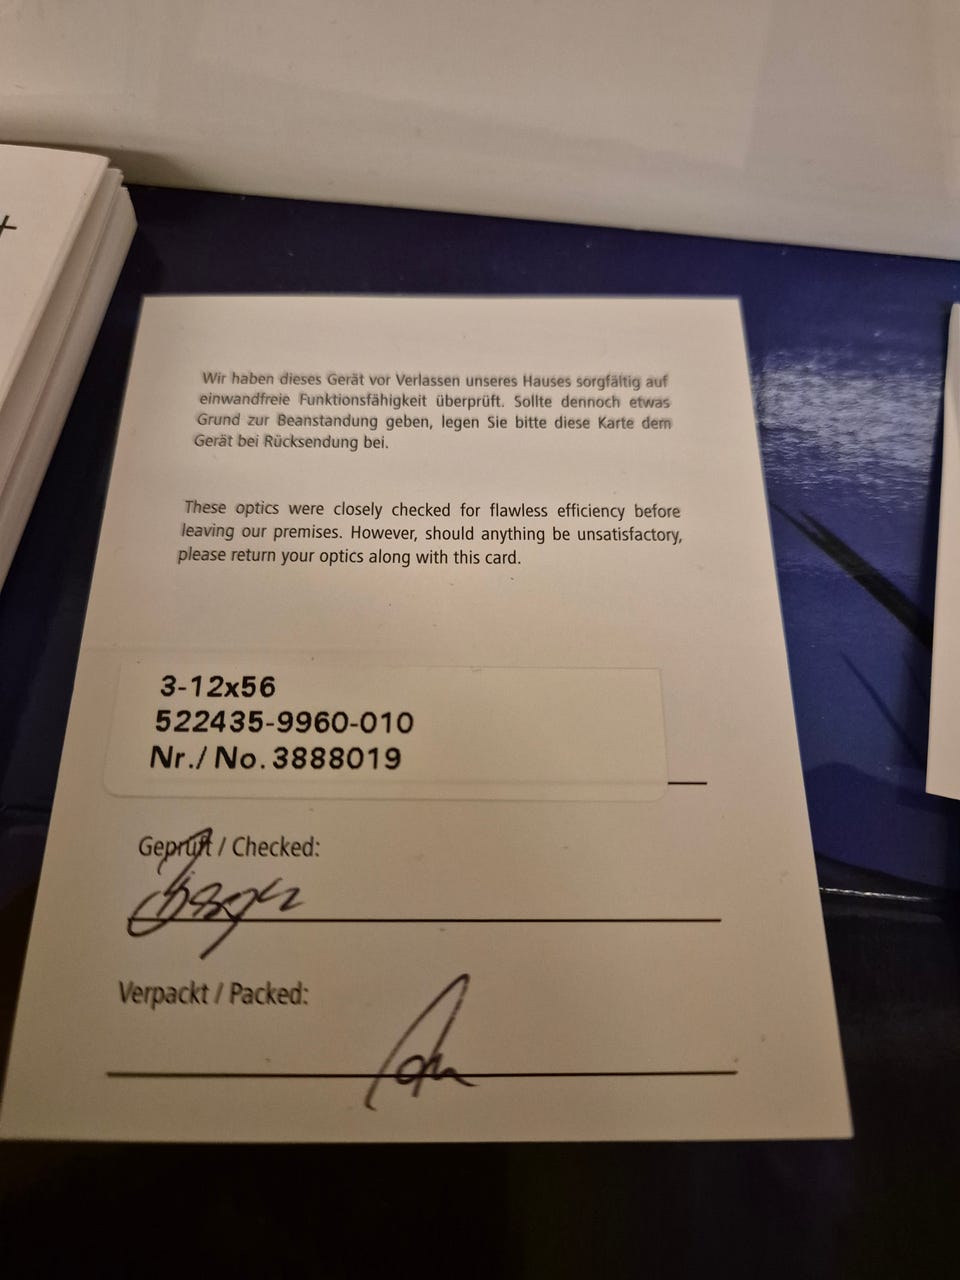 Wir haben dieses Gerät vor Verlassen unseres Hauses sorgfältig auf
einwandfreie Funktionsfähigkeit überprüft. Sollte dennoch etwas
Grund zur Beanstandung geben, legen Sie bitte diese Karte dem
Gerät bei Rücksendung bei.
These optics were closely checked for flawless efficiency before
leaving our premises. However, should anything be unsatisfactory,
please return your optics along with this card.
3-12x56
522435-9960-010
Nr./ No. 3888019
Geprüft / Checked:
Verpackt / Packed: